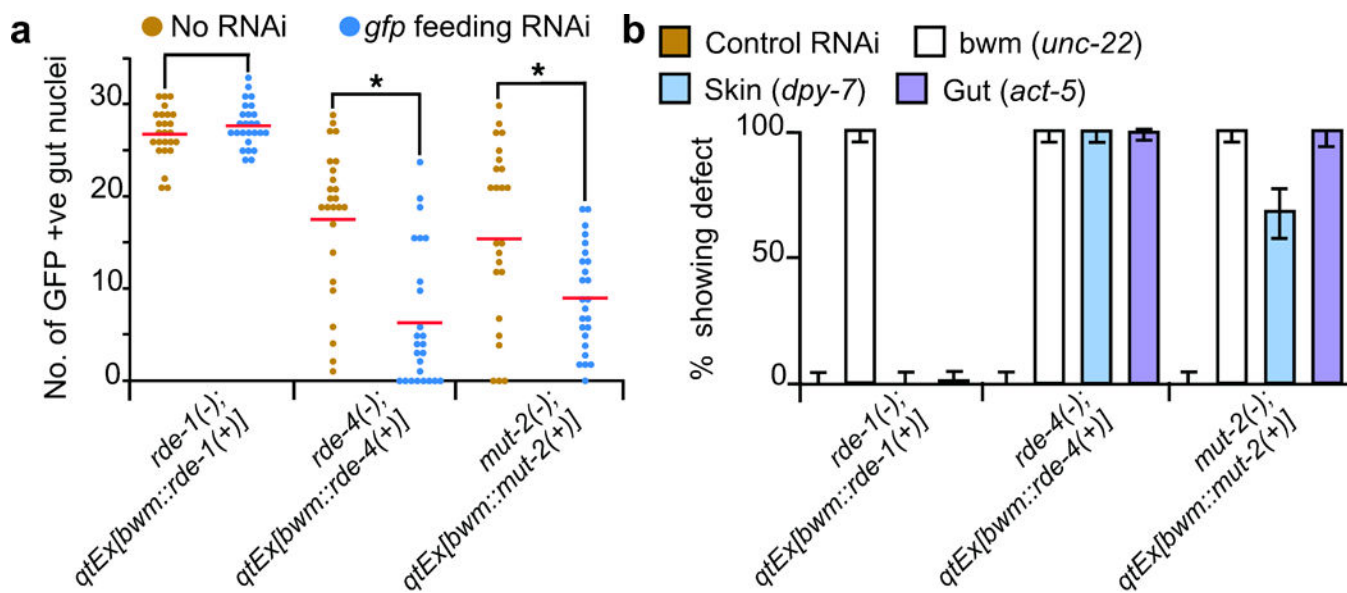 a
No RNAi
gfp feeding RNAi
No. of GFP +ve gut nuclei
30
20
10
0
*
*
rde-1(-);
qtEx[bwm::rde-1(+)]
rde-4(-);
qtEx[bwm::rde-4(+)]
mut-2(-);
qtEx[bwm::mut-2(+)]
b
Control RNAi
bwm (unc-22)
Skin (dpy-7)
Gut (act-5)
% showing defect
100
50
0
rde-1(-);
qtEx[bwm::rde-1(+)]
rde-4(-);
qtEx[bwm::rde-4(+)]
mut-2(-);
qtEx[bwm::mut-2(+)]